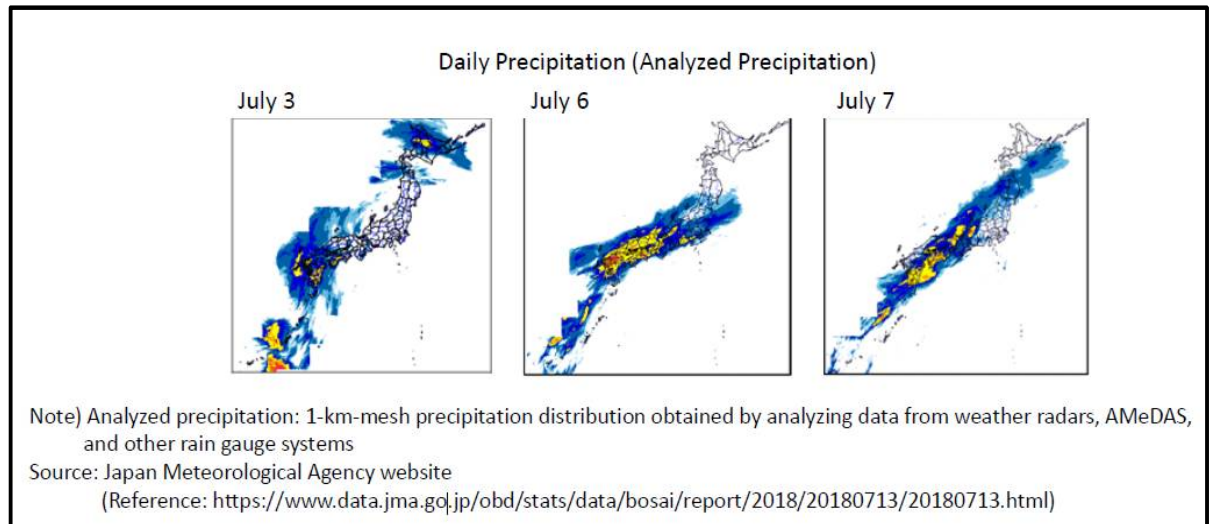 Daily Precipitation (Analyzed Precipitation)
July 3
July 6
July 7
Note) Analyzed precipitation: 1-km-mesh precipitation distribution obtained by analyzing data from weather radars, AMeDAS,
and other rain gauge systems
Source: Japan Meteorological Agency website
(Reference: https://www.data.jma.go.jp/obd/stats/data/bosai/report/2018/20180713/20180713.html)